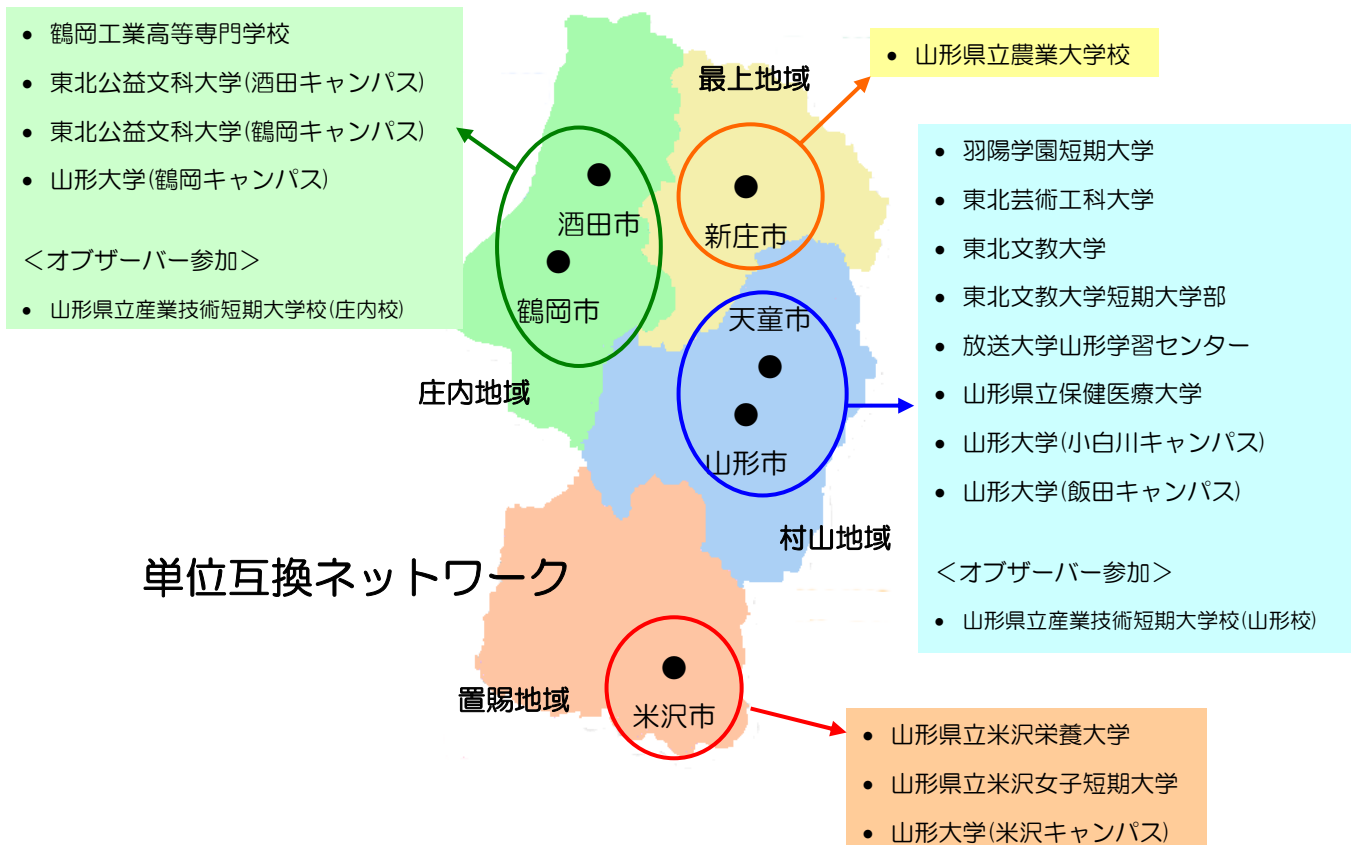 • 鶴岡工業高等専門学校
• 東北公益文科大学(酒田キャンパス)
• 東北公益文科大学(鶴岡キャンパス)
• 山形大学(鶴岡キャンパス)
<オブザーバー参加>
• 山形県立産業技術短期大学校(庄内校)
最上地域
• 山形県立農業大学校
酒田市
鶴岡市
新庄市
天童市
山形市
庄内地域
村山地域
• 羽陽学園短期大学
• 東北芸術工科大学
• 東北文教大学
• 東北文教大学短期大学部
• 放送大学山形学習センター
• 山形県立保健医療大学
• 山形大学(小白川キャンパス)
• 山形大学(飯田キャンパス)
<オブザーバー参加>
• 山形県立産業技術短期大学校(山形校)
単位互換ネットワーク
置賜地域
米沢市
• 山形県立米沢栄養大学
• 山形県立米沢女子短期大学
• 山形大学(米沢キャンパス)